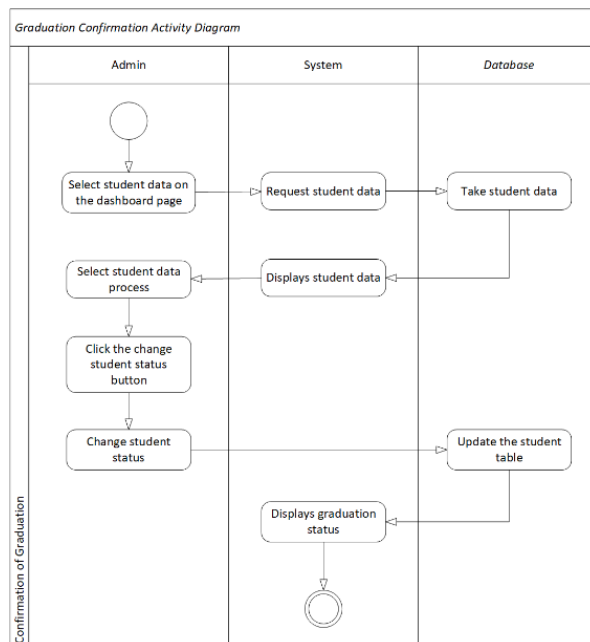 Graduation Confirmation Activity Diagram
Admin
System
Database
Select student data on
the dashboard page
Request student data
Take student data
Select student data
process
Displays student data
Click the change
student status
button
Change student
status
Update the student
table
Displays graduation
status
Confirmation of Graduation